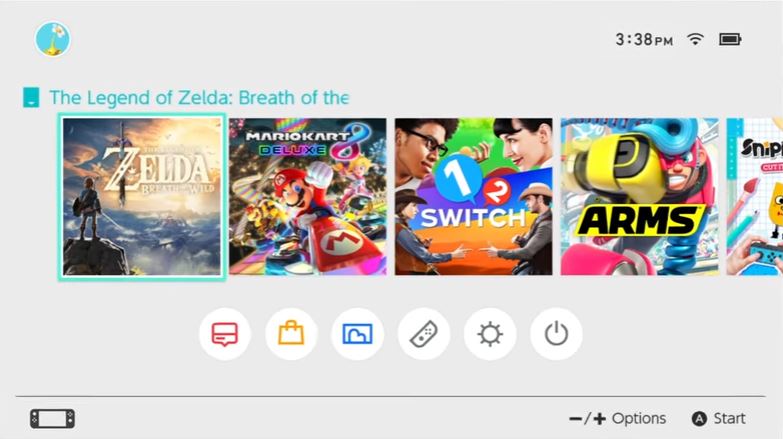 3:38PM
The Legend of Zelda: Breath of the
THE LEGEND OF
ZELDA
BREATH OF THE WILD
MARIOKART 8
DELUXE
1 2
SWITCH
ARMS
Snip
CUT I
M
−/+ Options
A Start